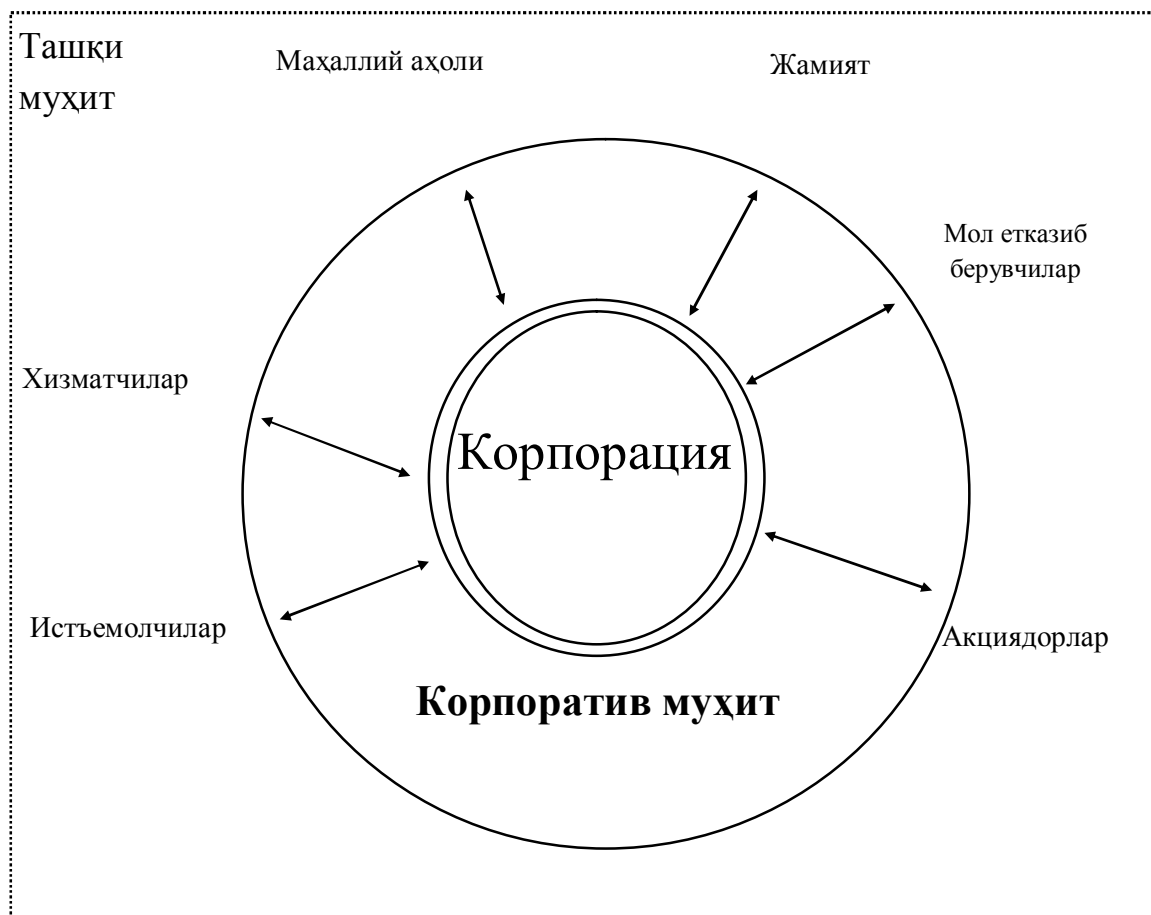 Ташқи
муҳит
Маҳаллий аҳоли
Жамият
Мол етказиб
берувчилар
Хизматчилар
Корпорация
Истъемолчилар
Акциядорлар
Корпоратив муҳит